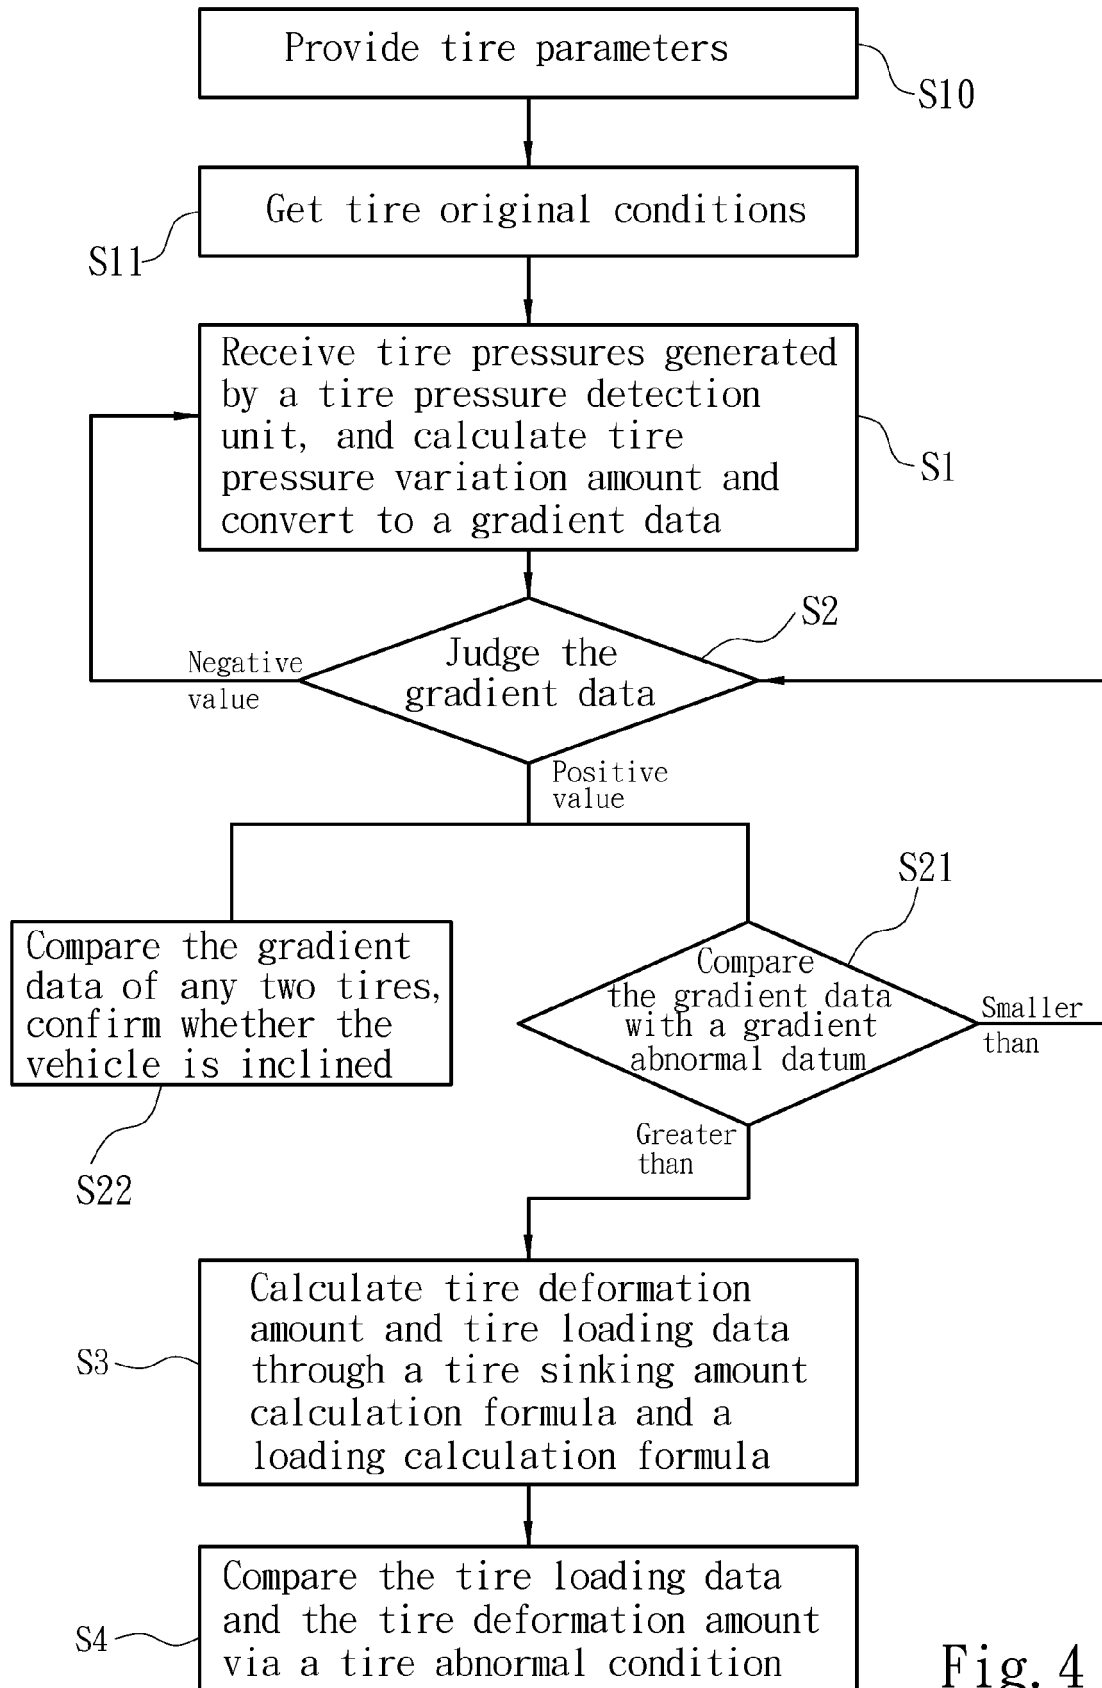 Provide tire parameters
S10
Get tire original conditions
S11
Receive tire pressures generated
by a tire pressure detection
unit, and calculate tire
pressure variation amount and
convert to a gradient data
S1
S2
Judge the
gradient data
Negative
value
Positive
value
S21
Compare the gradient
data of any two tires,
confirm whether the
vehicle is inclined
S22
Compare
the gradient data
with a gradient
abnormal datum
Smaller
than
Greater
than
Calculate tire deformation
amount and tire loading data
through a tire sinking amount
calculation formula and a
loading calculation formula
S3
Compare the tire loading data
and the tire deformation amount
via a tire abnormal condition
S4
Fig. 4